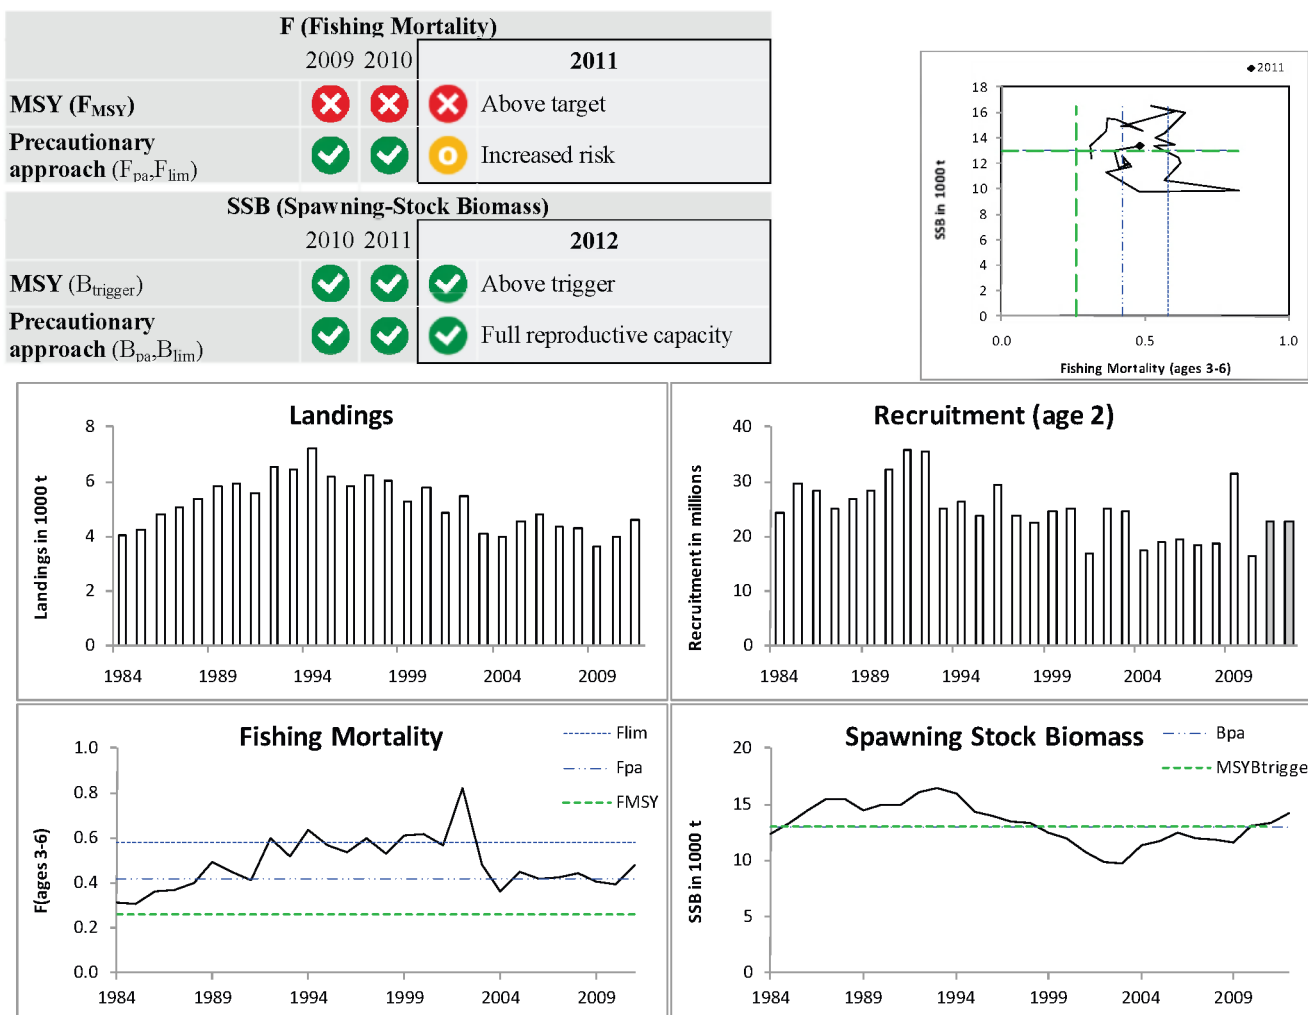 F (Fishing Mortality)
2009 2010 2011
MSY (FMSY) Above target
Precautionary
approach (Fpa,Flim) Increased risk
SSB (Spawning-Stock Biomass)
2010 2011 2012
MSY (Btrigger) Above trigger
Precautionary
approach (Bpa,Blim) Full reproductive capacity
2011
18
16
14
12
10
8
6
4
2
0
SSB in 1000 t
0.0 0.5 1.0
Fishing Mortality (ages 3-6)
Landings
8
6
4
2
0
Landings in 1000 t
1984 1989 1994 1999 2004 2009
Recruitment (age 2)
40
30
20
10
0
Recruitment in millions
1984 1989 1994 1999 2004 2009
Fishing Mortality
Flim
Fpa
FMSY
1.0
0.8
0.6
0.4
0.2
0.0
F(ages 3-6)
1984 1989 1994 1999 2004 2009
Spawning Stock Biomass
Bpa
MSYBtrigge
20
15
10
5
0
SSB in 1000 t
1984 1989 1994 1999 2004 2009